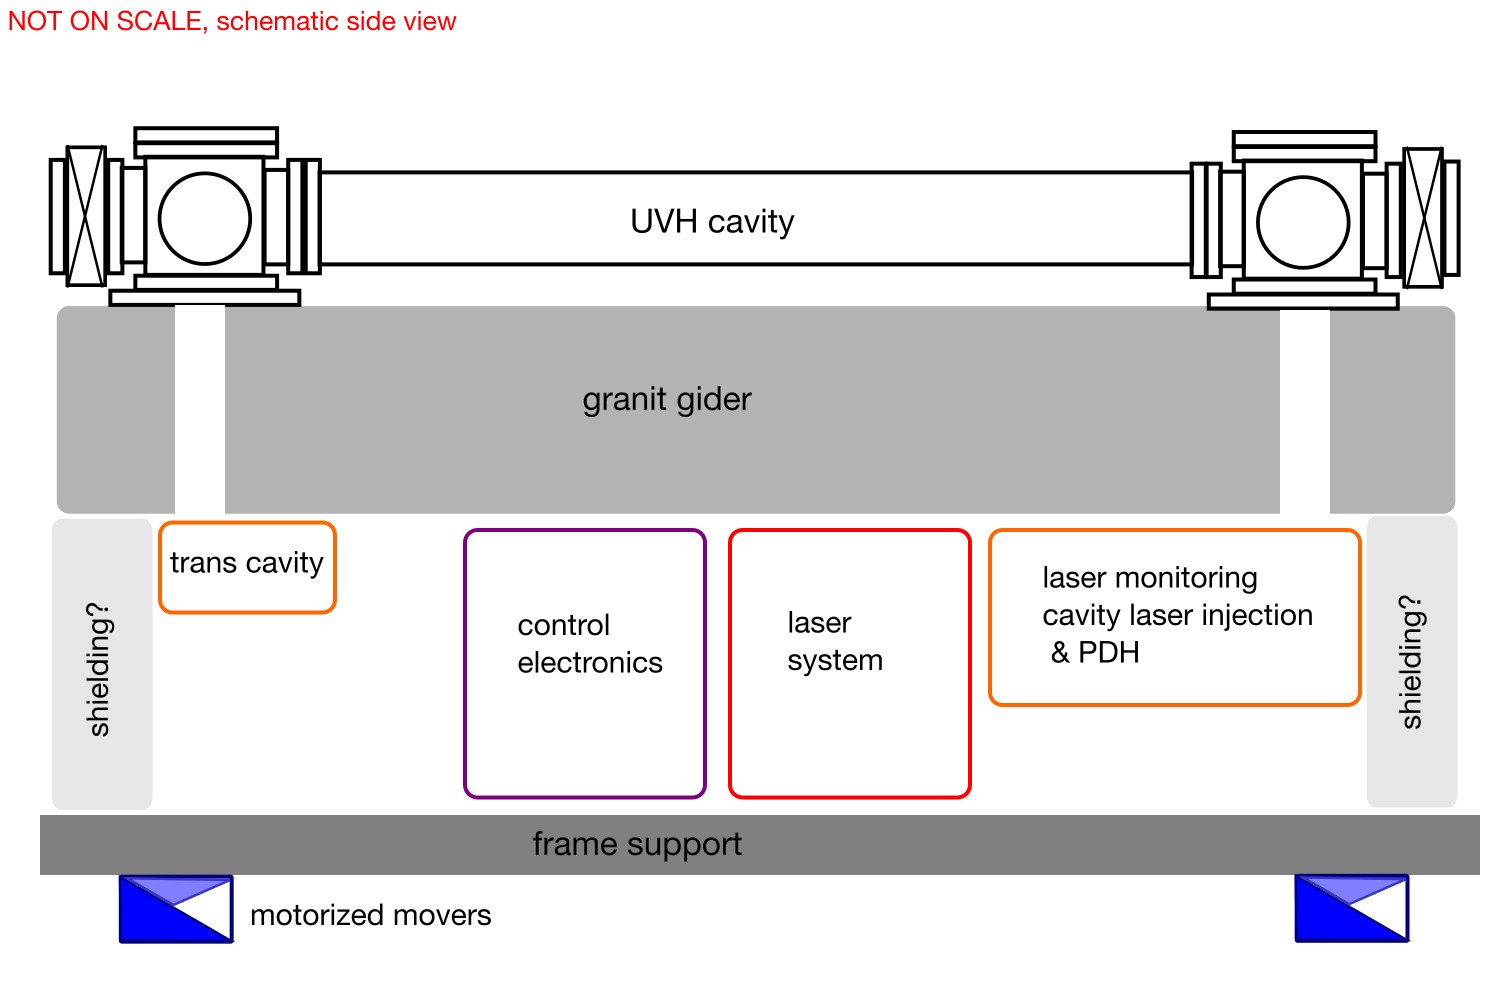 NOT ON SCALE, schematic side view
UVH cavity
granit gider
trans cavity
shielding?
control
electronics
laser
system
laser monitoring
cavity laser injection
& PDH
shielding?
frame support
motorized movers